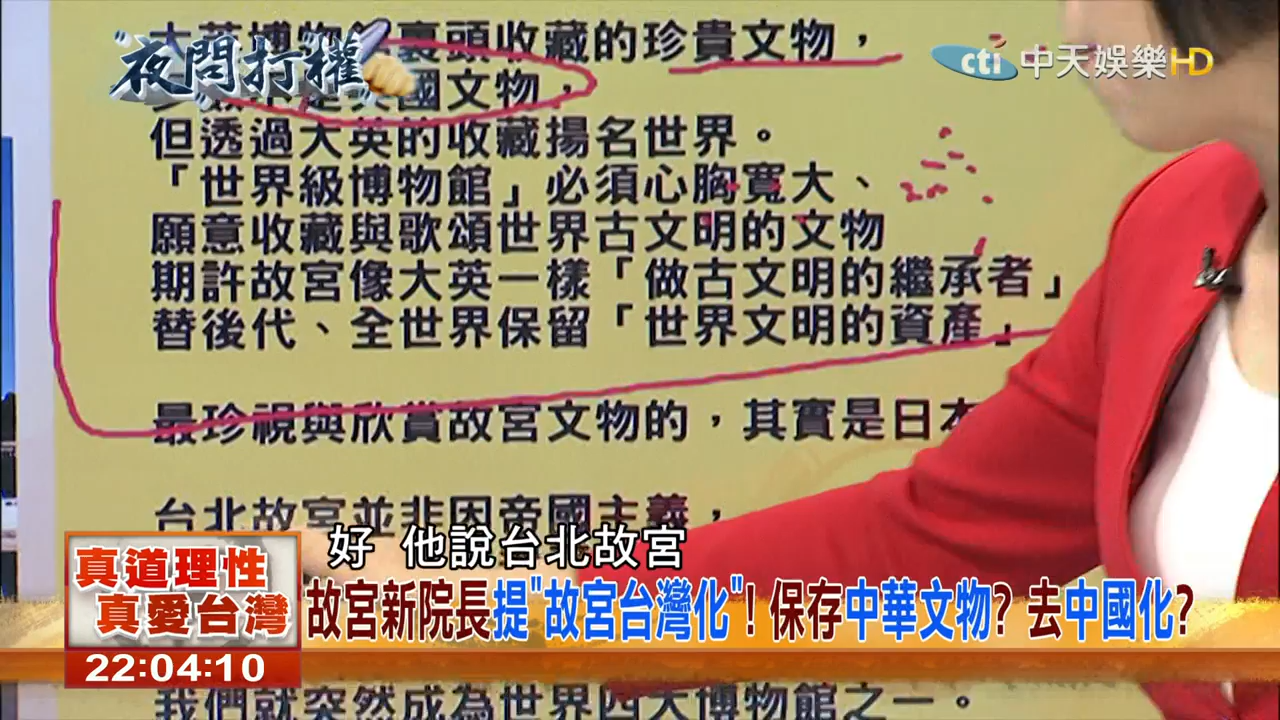 大英博物館裏頭收藏的珍貴文物，
國文物，
但透過大英的收藏揚名世界。
「世界級博物館」必須心胸寬大、
願意收藏與歌頌世界古文明的文物
期許故宮像大英一樣「做古文明的繼承者」
替後代、全世界保留「世界文明的資產」
最珍視與欣賞故宮文物的，其實是日本
台北故宮並非因帝國主義，
我們就突然成為世界四大博物館之一。
"夜問打權"
cti 中天娛樂HD
好 他說台北故宮
真道理性
真愛台灣
故宮新院長提"故宮台灣化"! 保存中華文物? 去中國化?
22:04:10